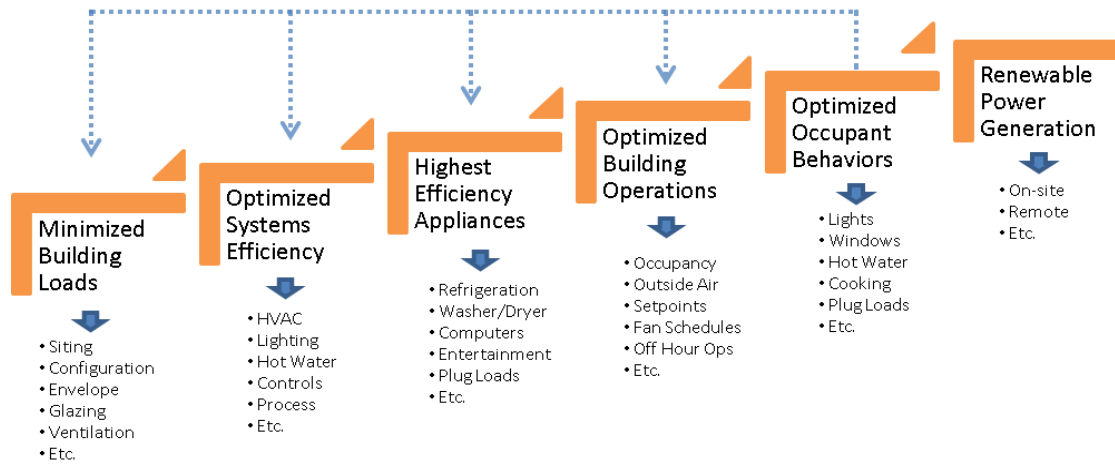 Minimized
Building
Loads
• Siting
• Configuration
• Envelope
• Glazing
• Ventilation
• Etc.
Optimized
Systems
Efficiency
• HVAC
• Lighting
• Hot Water
• Controls
• Process
• Etc.
Highest
Efficiency
Appliances
• Refrigeration
• Washer/Dryer
• Computers
• Entertainment
• Plug Loads
• Etc.
Optimized
Building
Operations
• Occupancy
• Outside Air
• Setpoints
• Fan Schedules
• Off Hour Ops
• Etc.
Optimized
Occupant
Behaviors
• Lights
• Windows
• Hot Water
• Cooking
• Plug Loads
• Etc.
Renewable
Power
Generation
• On-site
• Remote
• Etc.